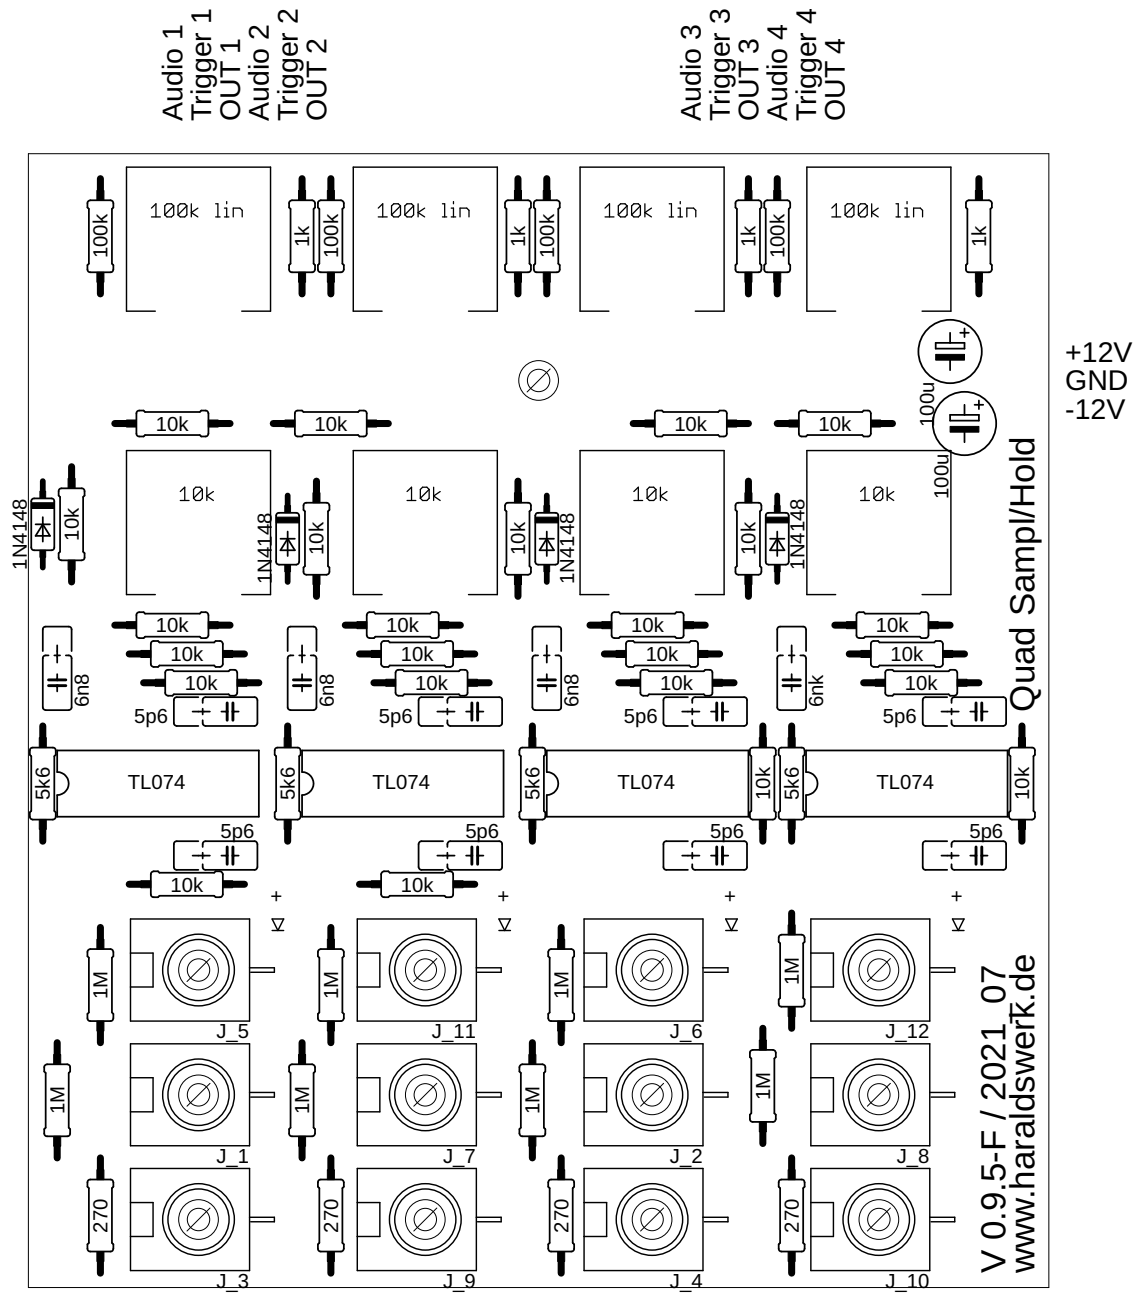 Audio 1
Trigger 1
OUT 1
Audio 2
Trigger 2
OUT 2
Audio 3
Trigger 3
OUT 3
Audio 4
Trigger 4
OUT 4
100k
100k lin
1k
100k
100k lin
1k
100k
100k lin
1k
100k
100k lin
1k
+
100u
+12V
GND
-12V
10k
10k
10k
10k
+
100u
1N4148
10k
10k
1N4148
10k
10k
10k
1N4148
10k
10k
1N4148
10k
Quad Sampl/Hold
10k
10k
10k
10k
10k
10k
10k
10k
6n8
10k
6n8
10k
6n8
10k
6nk
10k
5p6
5p6
5p6
5p6
5k6
TL074
5k6
TL074
5k6
TL074
10k
5k6
TL074
10k
5p6
5p6
5p6
5p6
10k
10k
+
+
+
+
1M
1M
1M
1M
J_5
J_11
J_6
J_12
1M
1M
1M
1M
J_1
J_7
J_2
J_8
270
270
270
270
J_3
J_9
J_4
J_10
V 0.9.5-F / 2021_07
www.haraldswerk.de